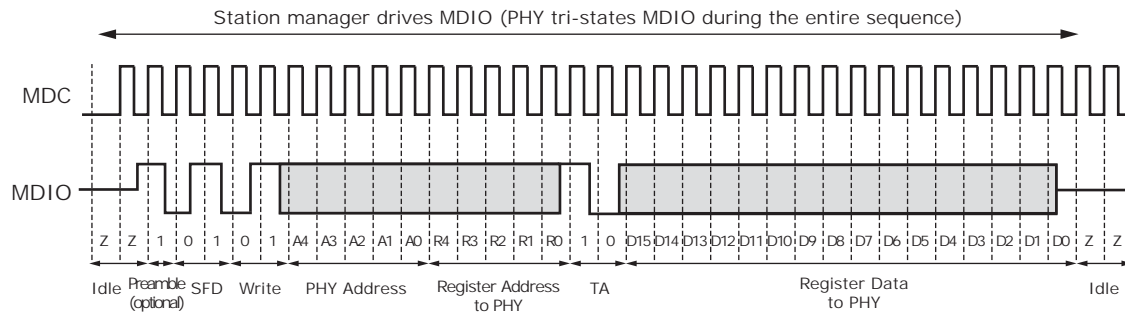 Station manager drives MDIO (PHY tri-states MDIO during the entire sequence)
MDC
MDIO
Z Z 1 0 1 0 1 A4 A3 A2 A1 A0 R4 R3 R2 R1 R0 1 0 D15 D14 D13 D12 D11 D10 D9 D8 D7 D6 D5 D4 D3 D2 D1 D0 Z Z
Idle Preamble SFD Write PHY Address Register Address TA Register Data Idle
(optional) to PHY to PHY